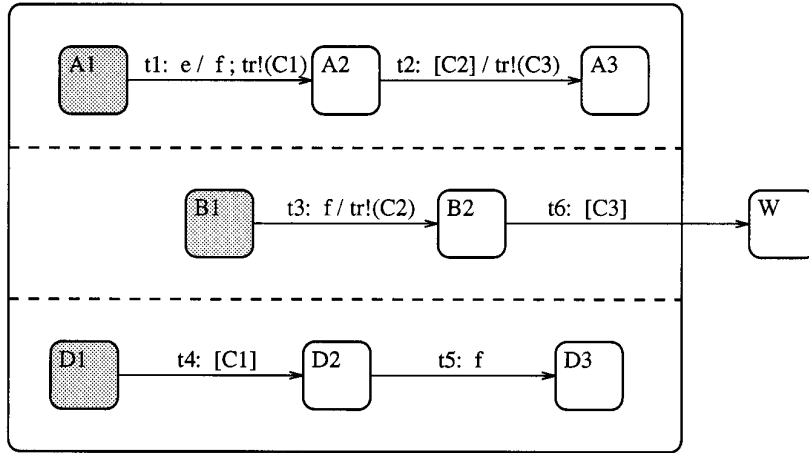 A1 t1: e / f ; tr!(C1) A2 t2: [C2] / tr!(C3) A3
B1 t3: f / tr!(C2) B2 t6: [C3] W
D1 t4: [C1] D2 t5: f D3